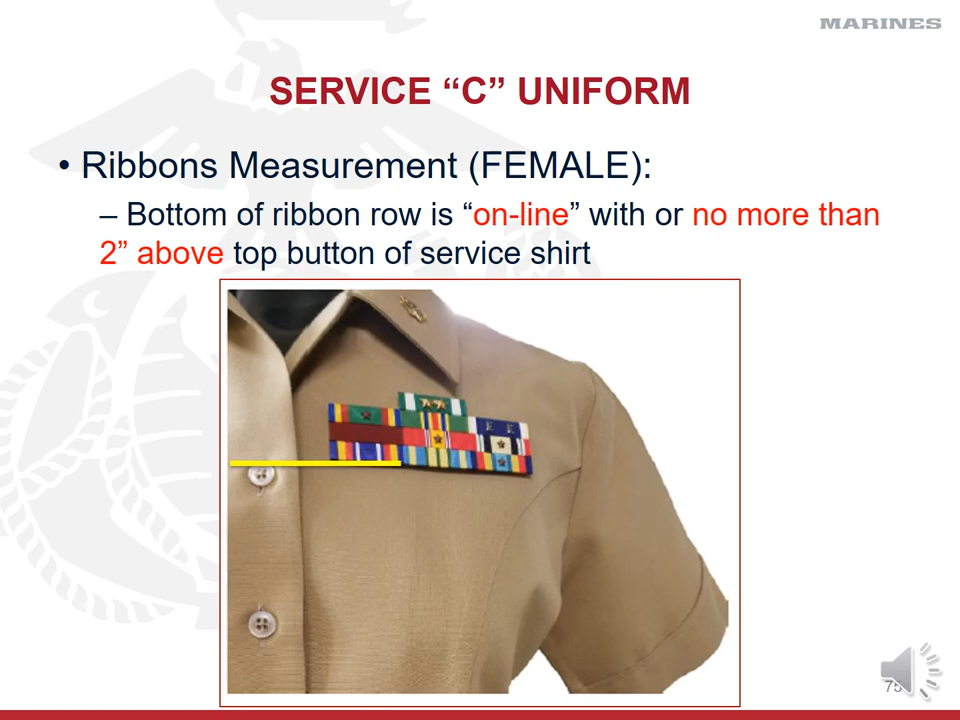 MARINES
SERVICE “C” UNIFORM
• Ribbons Measurement (FEMALE):
– Bottom of ribbon row is “on-line” with or no more than
2” above top button of service shirt
75